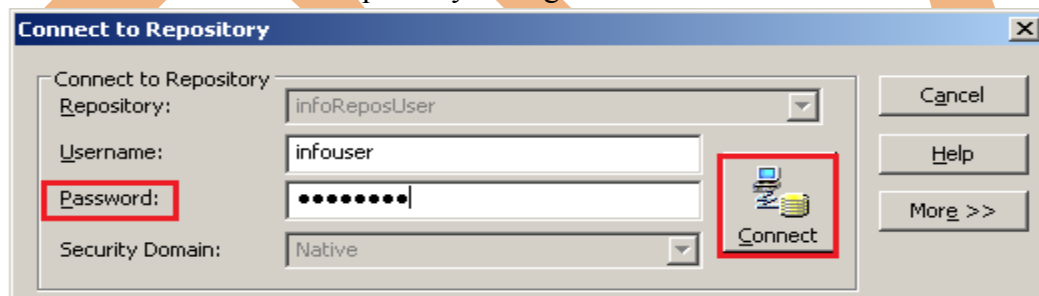 Connect to Repository
Connect to Repository
Repository: infoReposUser
Cancel
Username: infouser
Help
Password: ●●●●●●●●
More >>
Connect
Security Domain: Native